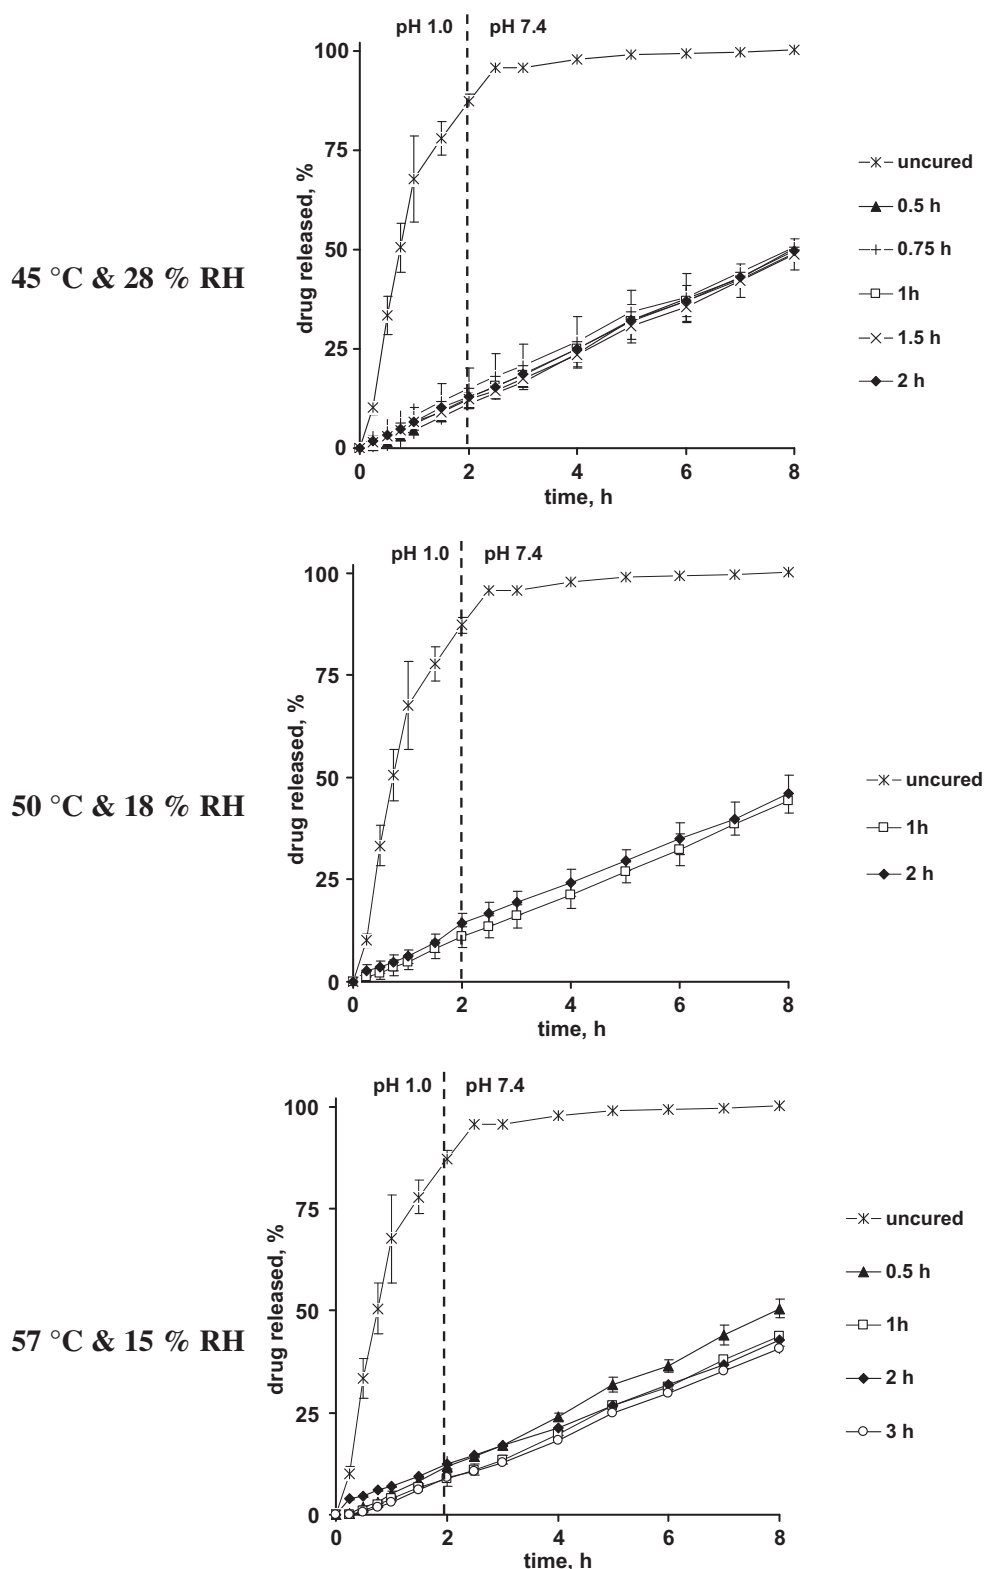 pH 1.0 pH 7.4
100
75
50
25
0
drug released, %
0 2 4 6 8
time, h
45 °C & 28 % RH
uncured
0.5 h
0.75 h
1h
1.5 h
2 h
pH 1.0 pH 7.4
100
75
50
25
0
drug released, %
0 2 4 6 8
time, h
50 °C & 18 % RH
uncured
1h
2 h
pH 1.0 pH 7.4
100
75
50
25
0
drug released, %
0 2 4 6 8
time, h
57 °C & 15 % RH
uncured
0.5 h
1h
2 h
3 h